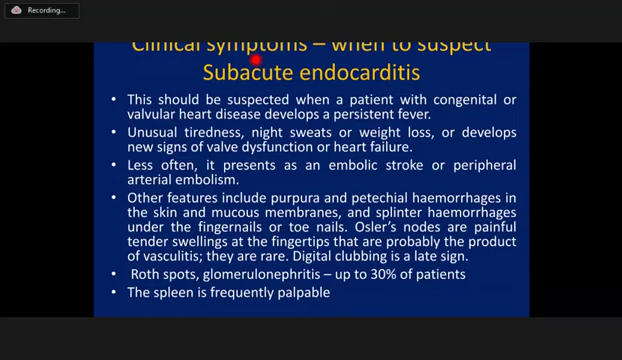 Recording...
Clinical symptoms – when to suspect
Subacute endocarditis
• This should be suspected when a patient with congenital or
valvular heart disease develops a persistent fever.
• Unusual tiredness, night sweats or weight loss, or develops
new signs of valve dysfunction or heart failure.
• Less often, it presents as an embolic stroke or peripheral
arterial embolism.
• Other features include purpura and petechial haemorrhages in
the skin and mucous membranes, and splinter haemorrhages
under the fingernails or toe nails. Osler's nodes are painful
tender swellings at the fingertips that are probably the product
of vasculitis; they are rare. Digital clubbing is a late sign.
• Roth spots, glomerulonephritis – up to 30% of patients
• The spleen is frequently palpable